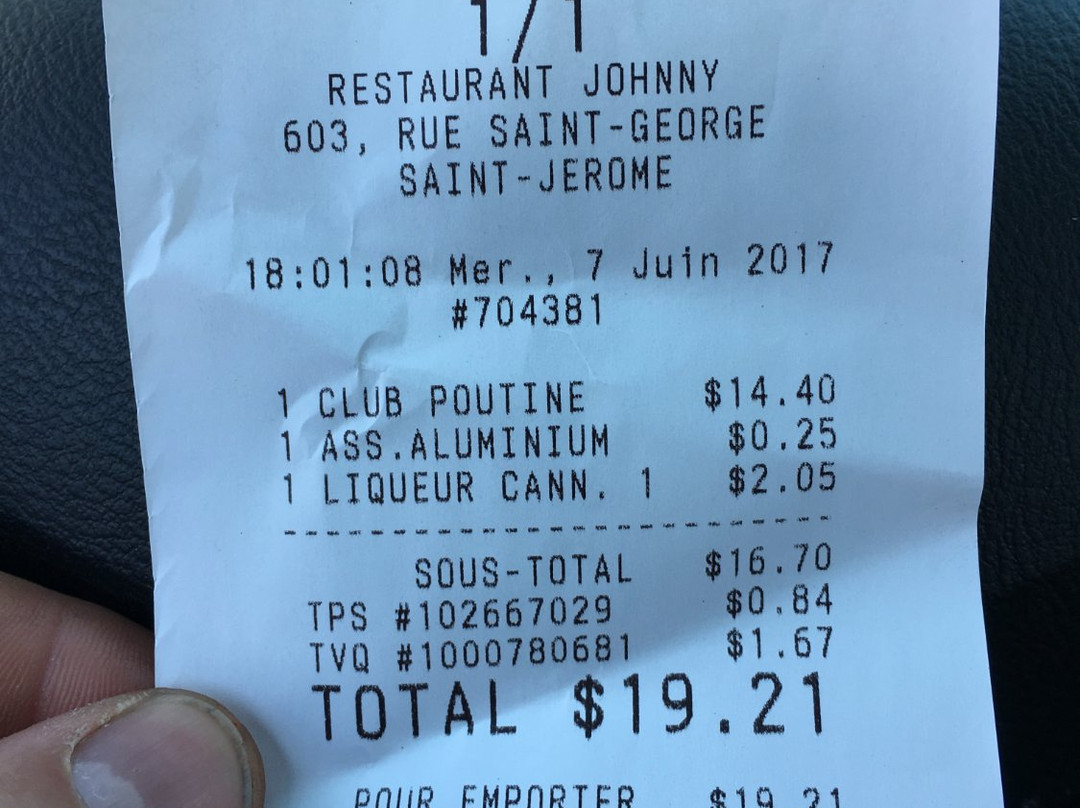 1/1
RESTAURANT JOHNNY
603, RUE SAINT-GEORGE
SAINT-JEROME
18:01:08 Mer., 7 Juin 2017
#704381
1 CLUB POUTINE $14.40
1 ASS.ALUMINIUM $0.25
1 LIQUEUR CANN. 1 $2.05
SOUS-TOTAL $16.70
TPS #102667029 $0.84
TVQ #1000780681 $1.67
TOTAL $19.21
POUR EMPORTER $19.21